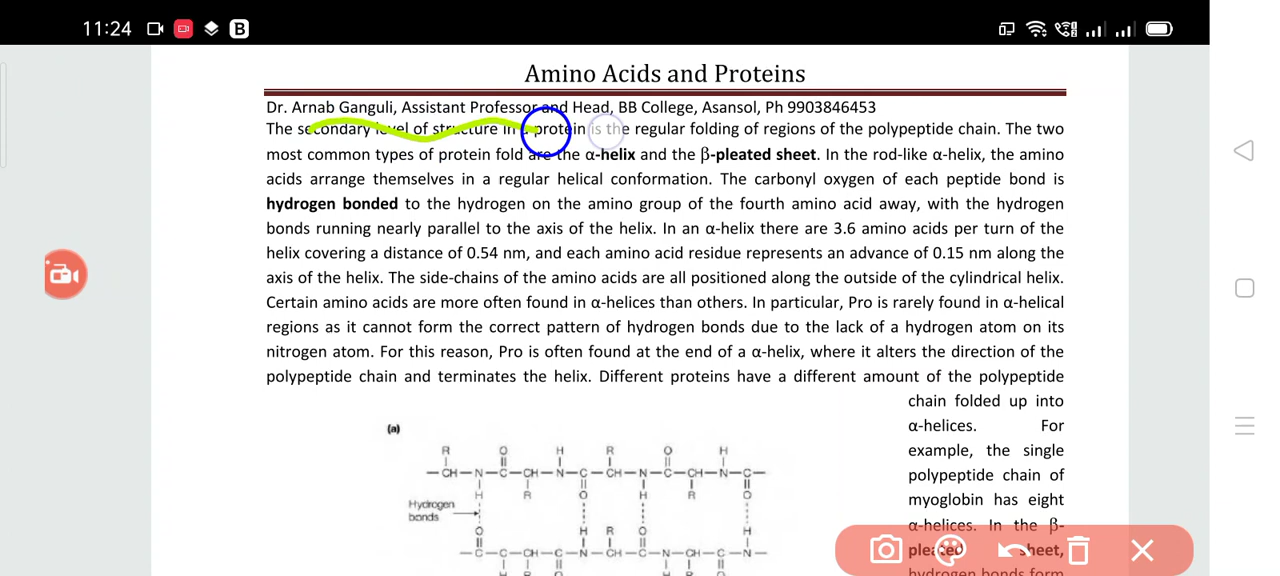 11:24
B
Amino Acids and Proteins
Dr. Arnab Ganguli, Assistant Professor and Head, BB College, Asansol, Ph 9903846453
The secondary level of structure in a protein is the regular folding of regions of the polypeptide chain. The two
most common types of protein fold are the α-helix and the β-pleated sheet. In the rod-like α-helix, the amino
acids arrange themselves in a regular helical conformation. The carbonyl oxygen of each peptide bond is
hydrogen bonded to the hydrogen on the amino group of the fourth amino acid away, with the hydrogen
bonds running nearly parallel to the axis of the helix. In an α-helix there are 3.6 amino acids per turn of the
helix covering a distance of 0.54 nm, and each amino acid residue represents an advance of 0.15 nm along the
axis of the helix. The side-chains of the amino acids are all positioned along the outside of the cylindrical helix.
Certain amino acids are more often found in α-helices than others. In particular, Pro is rarely found in α-helical
regions as it cannot form the correct pattern of hydrogen bonds due to the lack of a hydrogen atom on its
nitrogen atom. For this reason, Pro is often found at the end of a α-helix, where it alters the direction of the
polypeptide chain and terminates the helix. Different proteins have a different amount of the polypeptide
chain folded up into
α-helices. For
example, the single
polypeptide chain of
myoglobin has eight
α-helices. In the β-
pleated sheet,
hydrogen bonds form
(a)
R O H R O H
CH N C CH N C CH N C CH N C
H R O H R O
Hydrogen
bonds
O H R O H
C C CH C N CH C N CH C N
H R O H R O